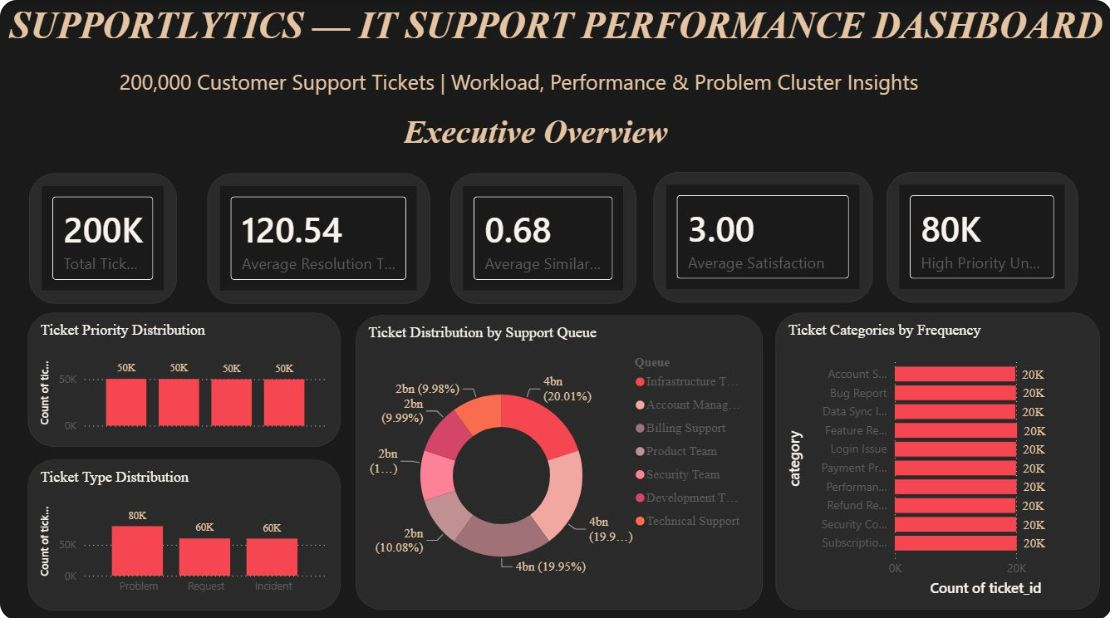 SUPPORTLYTICS — IT SUPPORT PERFORMANCE DASHBOARD
200,000 Customer Support Tickets | Workload, Performance & Problem Cluster Insights
Executive Overview
200K
Total Tick...
120.54
Average Resolution T...
0.68
Average Similar...
3.00
Average Satisfaction
80K
High Priority Un...
Ticket Priority Distribution
Count of tic...
50K
0K
50K
50K
50K
50K
Ticket Type Distribution
Count of tick...
50K
0K
80K
60K
60K
Problem
Request
Incident
Ticket Distribution by Support Queue
4bn
(20.01%)
4bn
(19.9...)
4bn (19.95%)
2bn
(10.08%)
2bn
(1...)
2bn
(9.99%)
2bn (9.98%)
Queue
Infrastructure T...
Account Manag...
Billing Support
Product Team
Security Team
Development T...
Technical Support
Ticket Categories by Frequency
category
Account S... 20K
Bug Report 20K
Data Sync I... 20K
Feature Re... 20K
Login Issue 20K
Payment Pr... 20K
Performan... 20K
Refund Re... 20K
Security Co... 20K
Subscriptio... 20K
0K 20K
Count of ticket_id